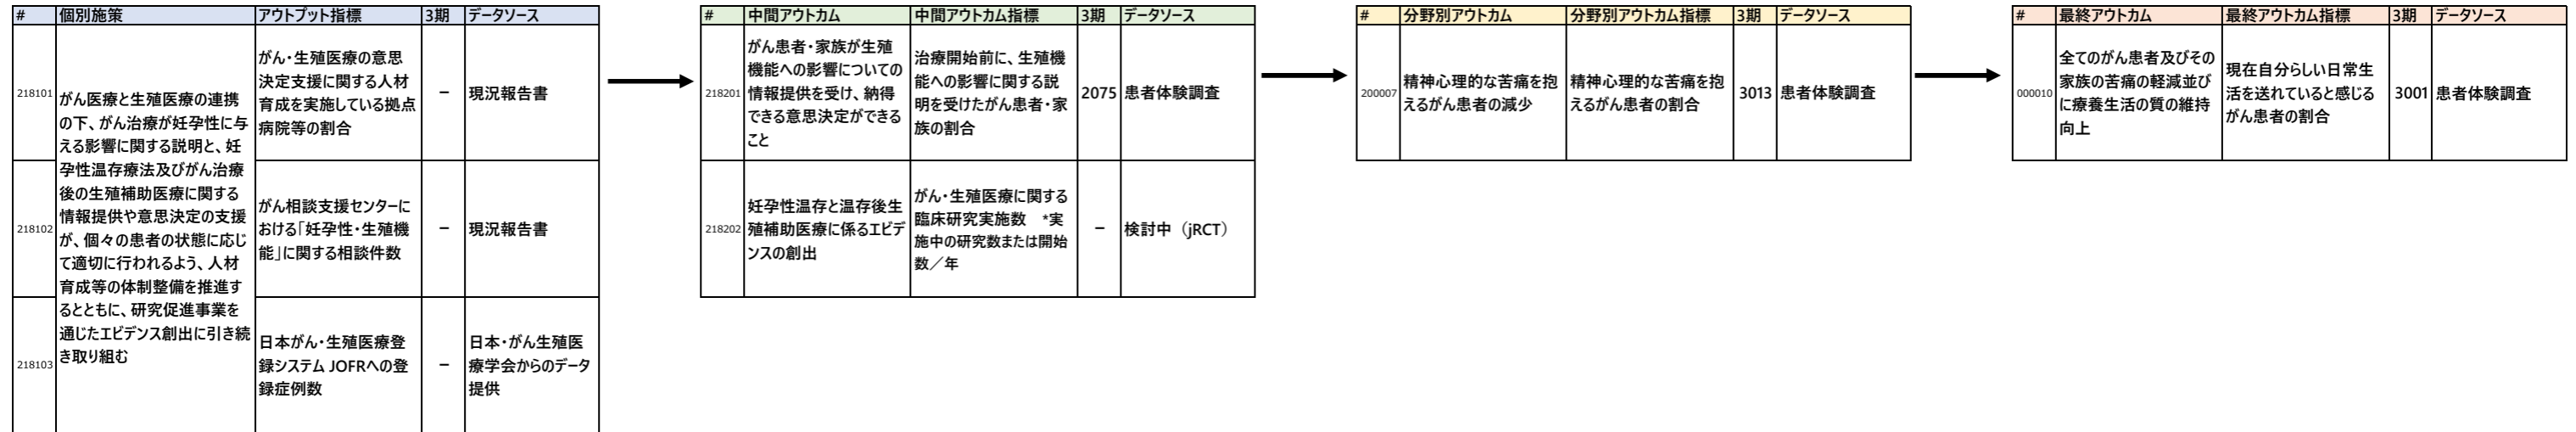 # 個別施策 アウトプット指標 3期 データソース
218101
がん医療と生殖医療の連携
の下、がん治療が妊孕性に与
える影響に関する説明と、妊
孕性温存療法及びがん治療
後の生殖補助医療に関する
情報提供や意思決定の支援
が、個々の患者の状態に応じ
て適切に行われるよう、人材
育成等の体制整備を推進す
るとともに、研究促進事業を
通じたエビデンス創出に引き続
き取り組む
がん・生殖医療の意思
決定支援に関する人材
育成を実施している拠点
病院等の割合
－
現況報告書
218102
がん相談支援センターに
おける「妊孕性・生殖機
能」に関する相談件数
－
現況報告書
218103
日本がん・生殖医療登
録システム JOFRへの登
録症例数
－
日本・がん生殖医
療学会からのデータ
提供
# 中間アウトカム 中間アウトカム指標 3期 データソース
218201
がん患者・家族が生殖
機能への影響についての
情報提供を受け、納得
できる意思決定ができる
こと
治療開始前に、生殖機
能への影響に関する説
明を受けたがん患者・家
族の割合
2075
患者体験調査
218202
妊孕性温存と温存後生
殖補助医療に係るエビデ
ンスの創出
がん・生殖医療に関する
臨床研究実施数　*実
施中の研究数または開始
数／年
－
検討中（jRCT）
# 分野別アウトカム 分野別アウトカム指標 3期 データソース
200007
精神心理的な苦痛を抱
えるがん患者の減少
精神心理的な苦痛を抱
えるがん患者の割合
3013
患者体験調査
# 最終アウトカム 最終アウトカム指標 3期 データソース
000010
全てのがん患者及びその
家族の苦痛の軽減並び
に療養生活の質の維持
向上
現在自分らしい日常生
活を送れていると感じる
がん患者の割合
3001
患者体験調査